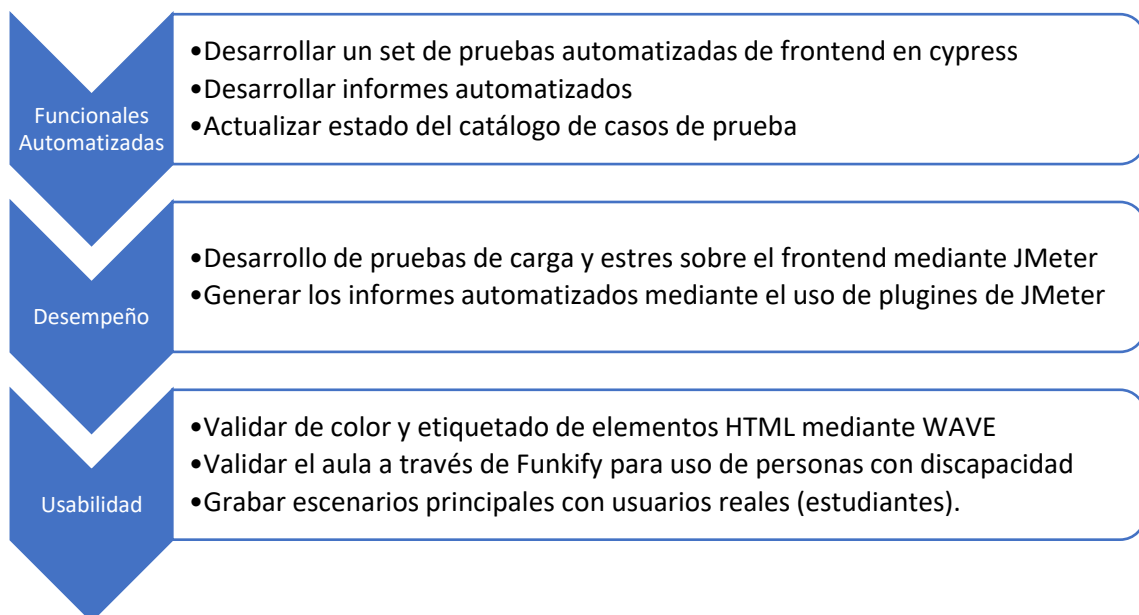 Funcionales
Automatizadas
•Desarrollar un set de pruebas automatizadas de frontend en cypress
•Desarrollar informes automatizados
•Actualizar estado del catálogo de casos de prueba
Desempeño
•Desarrollo de pruebas de carga y estres sobre el frontend mediante JMeter
•Generar los informes automatizados mediante el uso de plugines de JMeter
Usabilidad
•Validar de color y etiquetado de elementos HTML mediante WAVE
•Validar el aula a través de Funkify para uso de personas con discapacidad
•Grabar escenarios principales con usuarios reales (estudiantes).